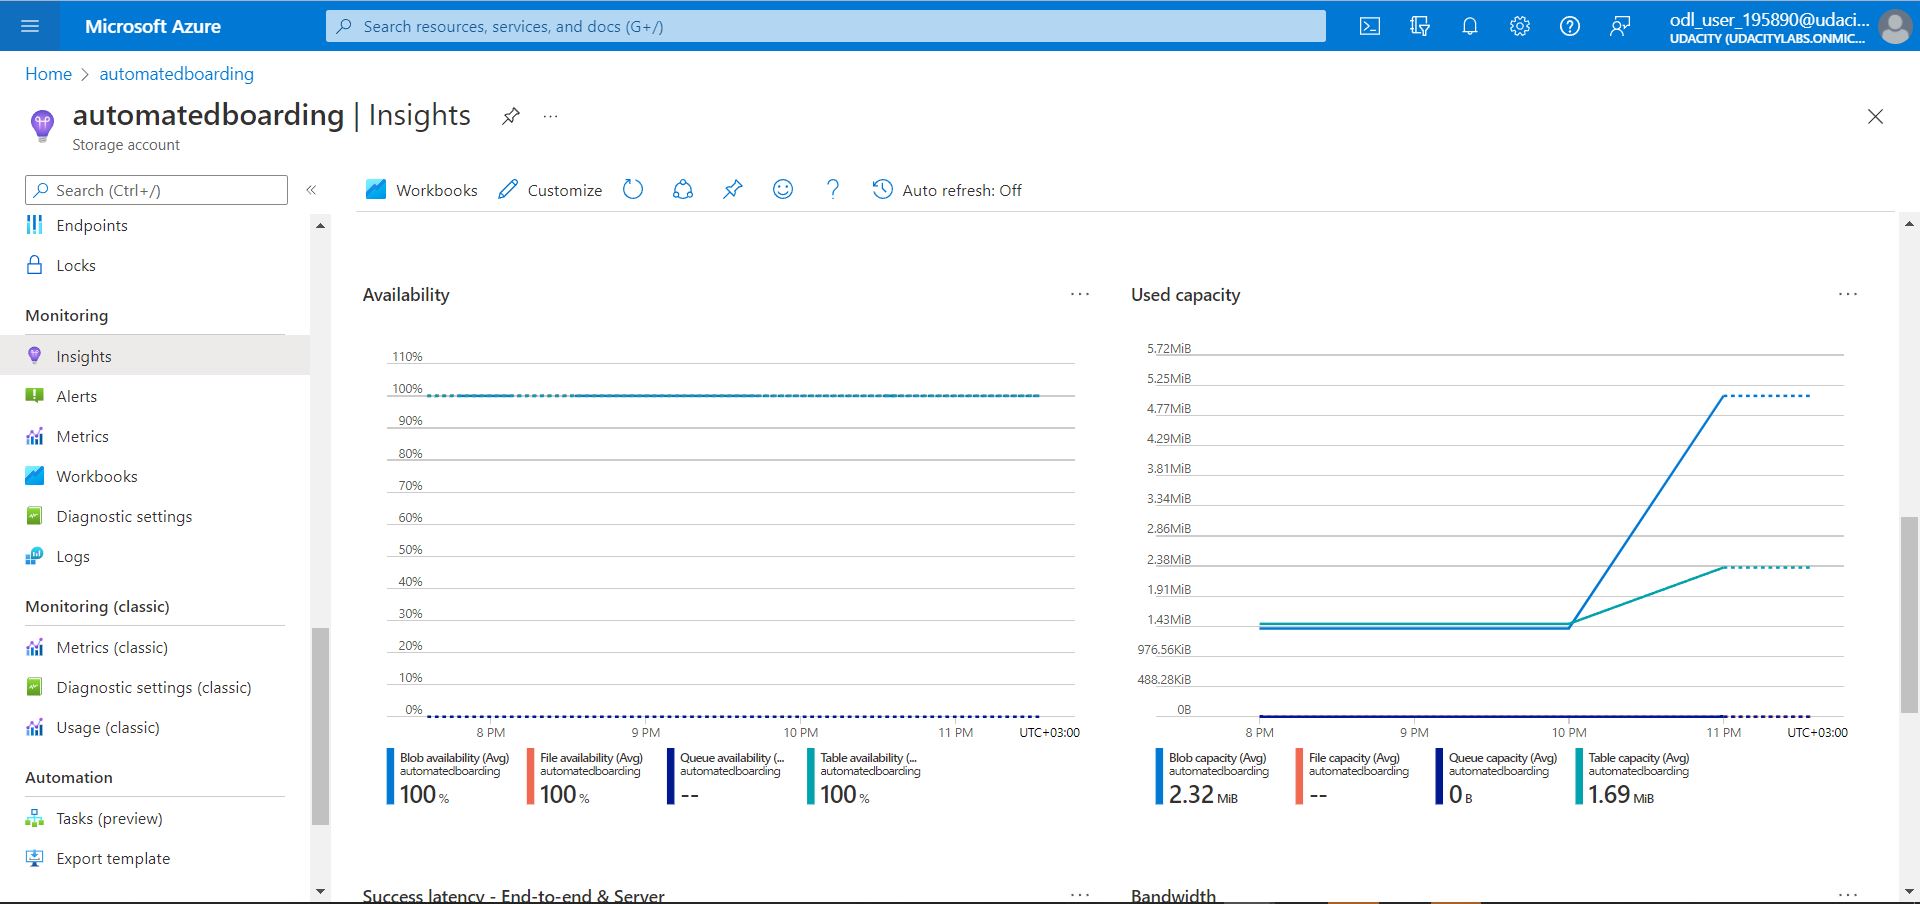 Microsoft Azure
Search resources, services, and docs (G+/)
odl_user_195890@udaci...
UDACITY (UDACITYLABS.ONMIC...
Home > automatedboarding
automatedboarding | Insights
Storage account
Search (Ctrl+/)
Endpoints
Locks
Monitoring
Insights
Alerts
Metrics
Workbooks
Diagnostic settings
Logs
Monitoring (classic)
Metrics (classic)
Diagnostic settings (classic)
Usage (classic)
Automation
Tasks (preview)
Export template
Workbooks
Customize
Auto refresh: Off
Availability
110%
100%
90%
80%
70%
60%
50%
40%
30%
20%
10%
0%
8 PM 9 PM 10 PM 11 PM UTC+03:00
Blob availability (Avg)
automatedboarding
100 %
File availability (Avg)
automatedboarding
100 %
Queue availability (...
automatedboarding
--
Table availability (...
automatedboarding
100 %
Used capacity
5.72MiB
5.25MiB
4.77MiB
4.29MiB
3.81MiB
3.34MiB
2.86MiB
2.38MiB
1.91MiB
1.43MiB
976.56KiB
488.28KiB
0B
8 PM 9 PM 10 PM 11 PM UTC+03:00
Blob capacity (Avg)
automatedboarding
2.32 MiB
File capacity (Avg)
automatedboarding
--
Queue capacity (Avg)
automatedboarding
0 B
Table capacity (Avg)
automatedboarding
1.69 MiB
Success latency - End-to-end & Server
Bandwidth